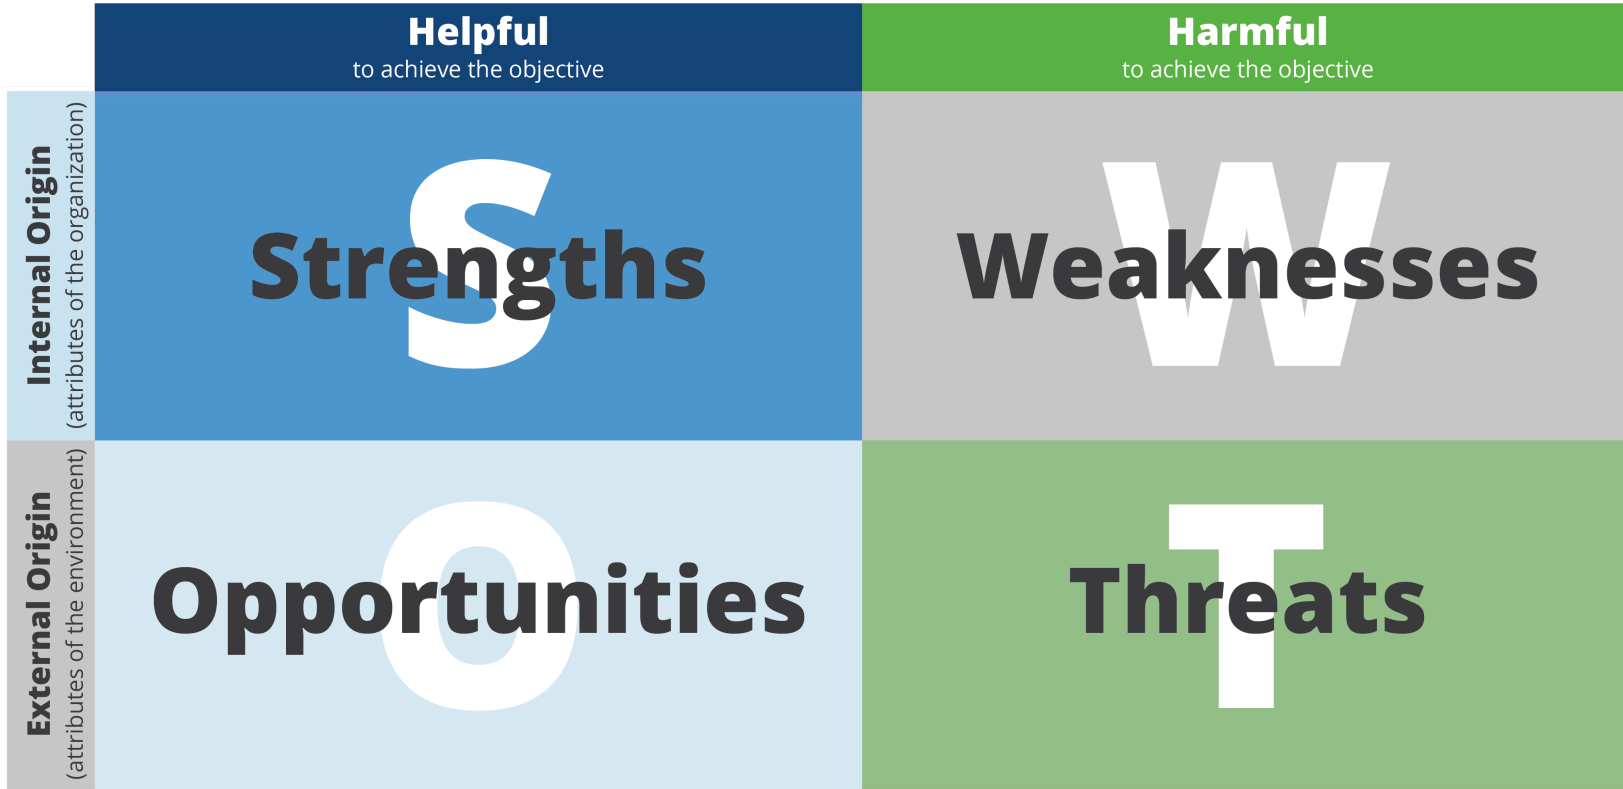 Helpful
to achieve the objective
Harmful
to achieve the objective
Internal Origin
(attributes of the organization)
S
Strengths
W
Weaknesses
External Origin
(attributes of the environment)
O
Opportunities
T
Threats